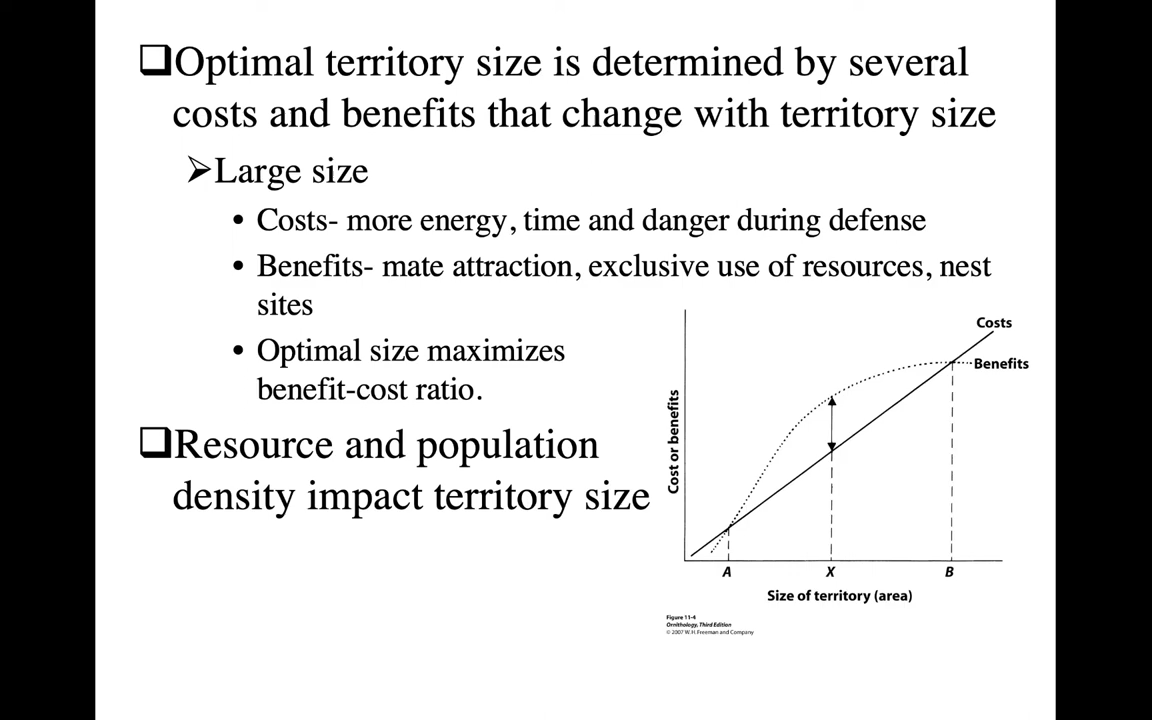 ❑Optimal territory size is determined by several
costs and benefits that change with territory size
➢Large size
• Costs- more energy, time and danger during defense
• Benefits- mate attraction, exclusive use of resources, nest
sites
• Optimal size maximizes
benefit-cost ratio.
❑Resource and population
density impact territory size
Costs
Benefits
Cost or benefits
A X B
Size of territory (area)
Figure 11-4
Ornithology, Third Edition
© 2007 W. H. Freeman and Company